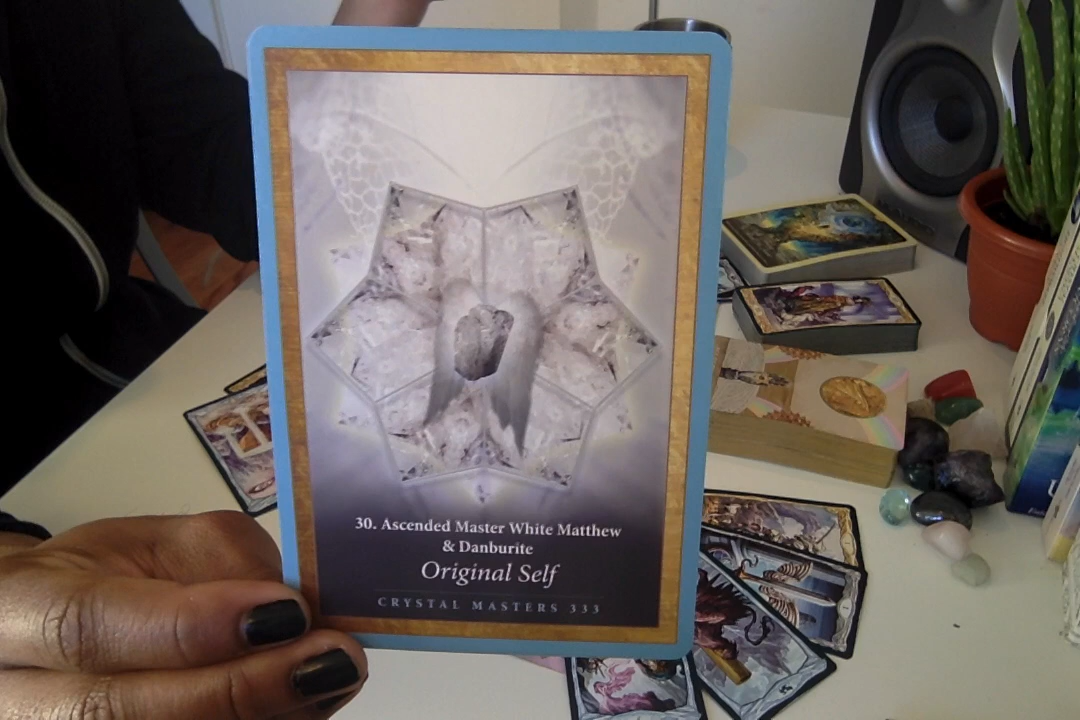 30. Ascended Master White Matthew
& Danburite
Original Self
CRYSTAL MASTERS 333